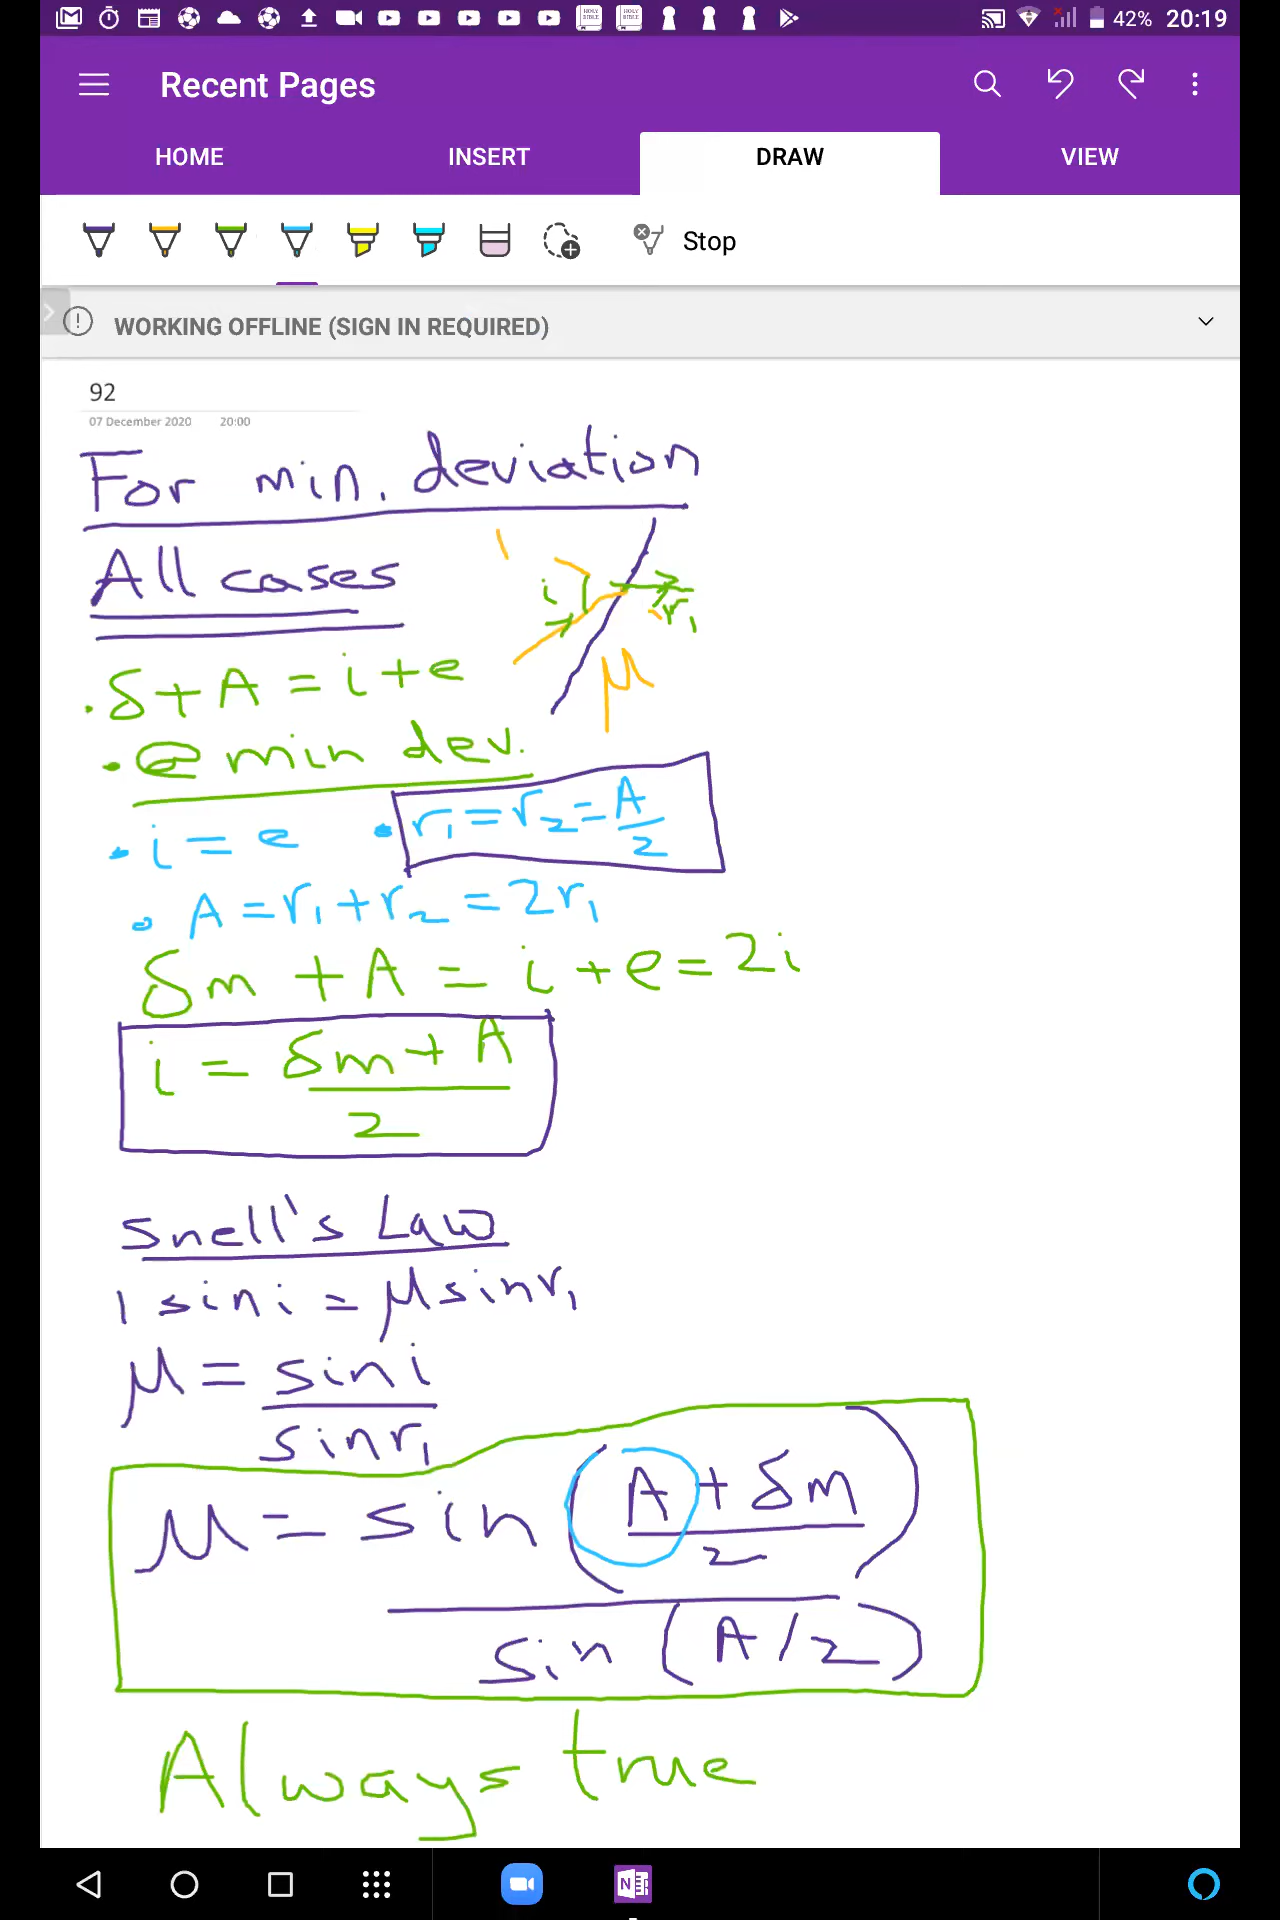 42% 20:19
Recent Pages
HOME INSERT DRAW VIEW
Stop
WORKING OFFLINE (SIGN IN REQUIRED)
92
07 December 2020 20:00
For min. deviation
All cases
i r₁
μ
• δ + A = i + e
• @ min dev.
• i = e • r₁ = r₂ = A/2
• A = r₁ + r₂ = 2r₁
δm + A = i + e = 2i
i = (δm + A)/2
Snell's Law
1 sin i = μ sin r₁
μ = sin i / sin r₁
μ = sin((A + δm)/2) / sin(A/2)
Always true